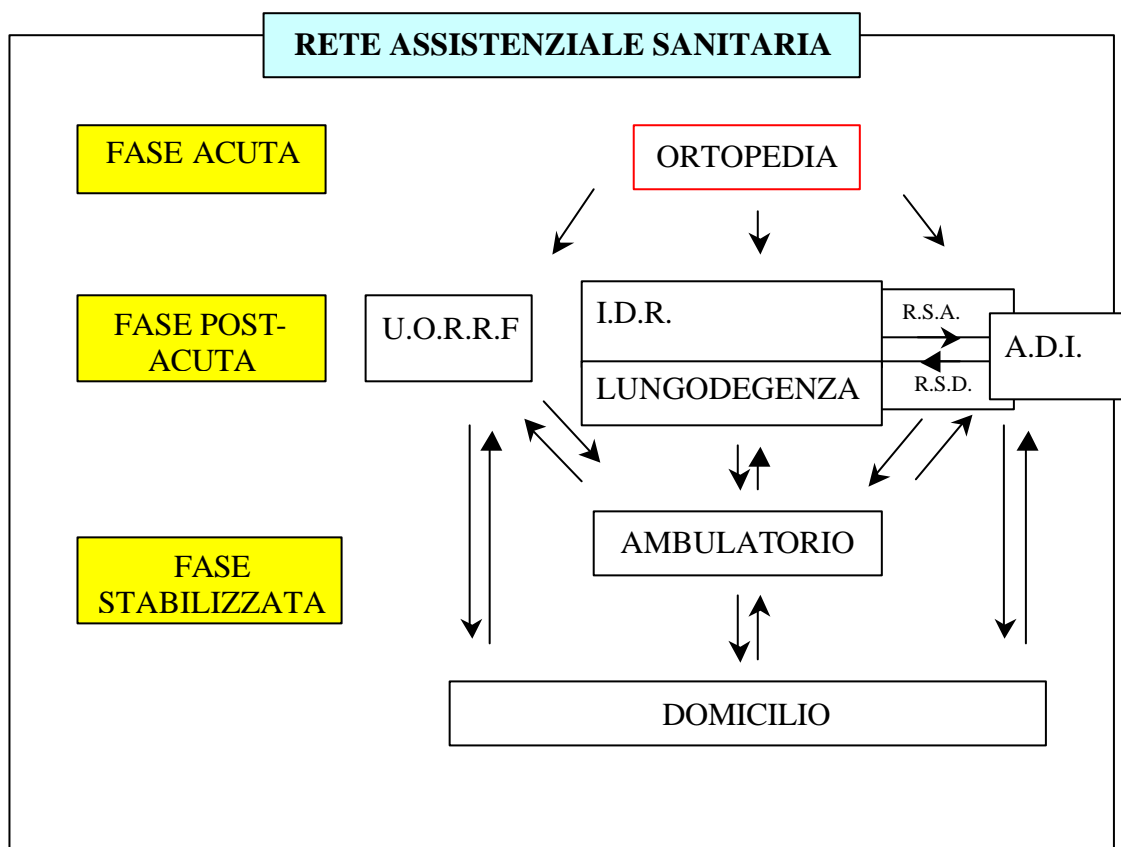 RETE ASSISTENZIALE SANITARIA
FASE ACUTA
ORTOPEDIA
FASE POST-
ACUTA
U.O.R.R.F
I.D.R.
LUNGODEGENZA
R.S.A.
R.S.D.
A.D.I.
AMBULATORIO
FASE
STABILIZZATA
DOMICILIO